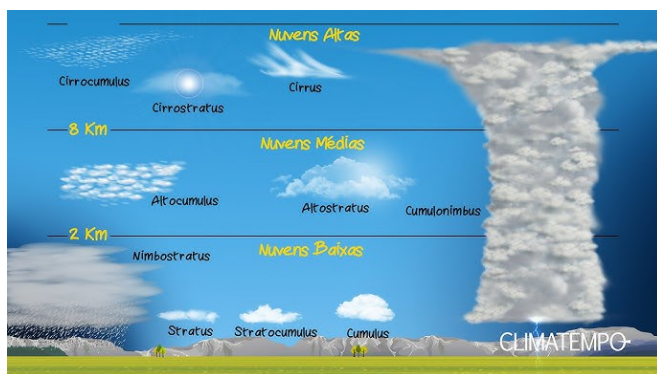 Nuvens Altas
Cirrocumulus
Cirrostratus
Cirrus
8 Km
Nuvens Médias
Altocumulus
Altostratus
Cumulonimbus
2 Km
Nuvens Baixas
Nimbostratus
Stratus
Stratocumulus
Cumulus
CLIMATEMPO